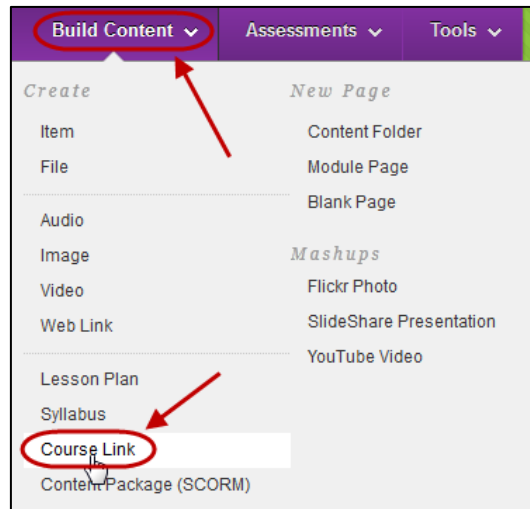 Build Content Assessments Tools
Create
Item
File
Audio
Image
Video
Web Link
Lesson Plan
Syllabus
Course Link
Content Package (SCORM)
New Page
Content Folder
Module Page
Blank Page
Mashups
Flickr Photo
SlideShare Presentation
YouTube Video